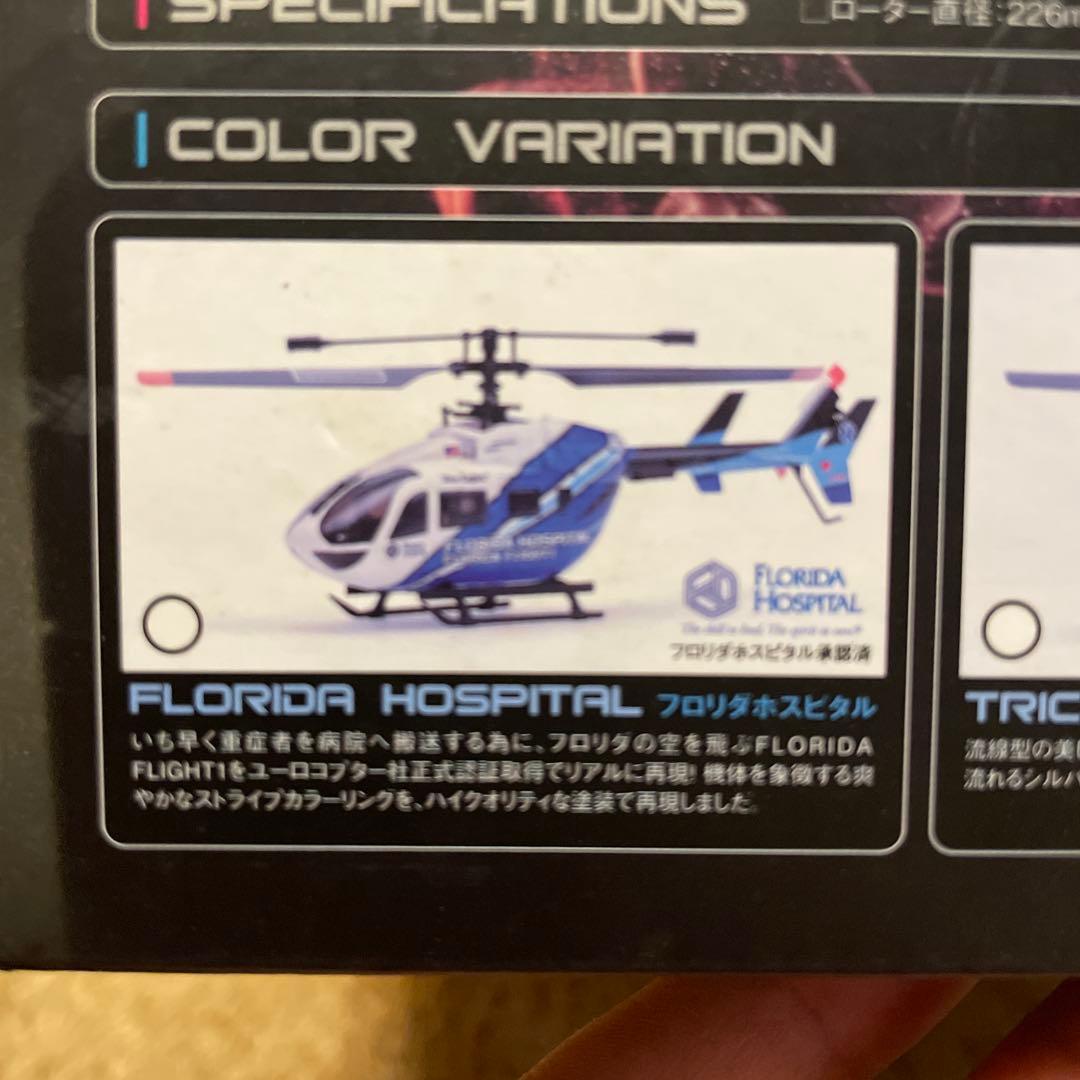 SPECIFICATIONS
□ローター直径:226m
COLOR VARIATION
FLORIDA HOSPITAL
FLORIDA
HOSPITAL
フロリダホスピタル承認済
FLORIDA HOSPITAL フロリダホスピタル
いち早く重症者を病院へ搬送する為に、フロリダの空を飛ぶFLORIDA
FLIGHT1をユーロコプター社正式認証取得でリアルに再現! 機体を象徴する爽
やかなストライプカラーリングを、ハイクオリティな塗装で再現しました。
TRIC
流線型の美
流れるシルバ